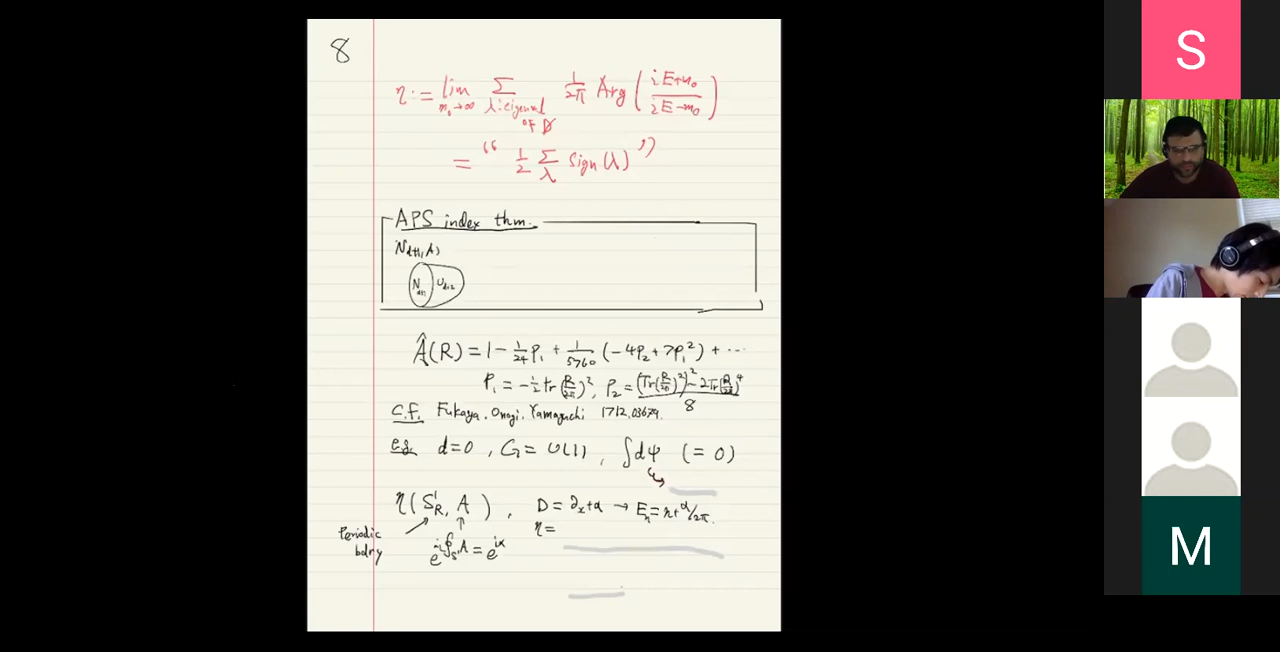 8
η := lim_{m₀→∞} Σ_{λ: eigenval of D̸} 1/2π Arg ( (iE+m₀)/(iE−m₀) )
= “ 1/2 Σ_λ sign(λ) ”
APS index thm.
N_{d+1}, A)
N_{d+1} U_{d+2}
Â(R) = 1 − 1/24 p₁ + 1/5760 (−4p₂ + 7p₁²) + ⋯
p₁ = −1/2 tr(R/2π)², p₂ = ((Tr(R/2π)²)² − 2Tr(R/2π)⁴)/8
c.f. Fukaya, Onogi, Yamaguchi 1712.03679.
e.g. d=0, G = U(1), ∫dψ (= 0)
η( S¹_R, A ), D = ∂ₓ+α → E_n = n+α/2π.
η =
Periodic
bdry
e^{i∮_{S¹}A} = e^{iα}
S
M